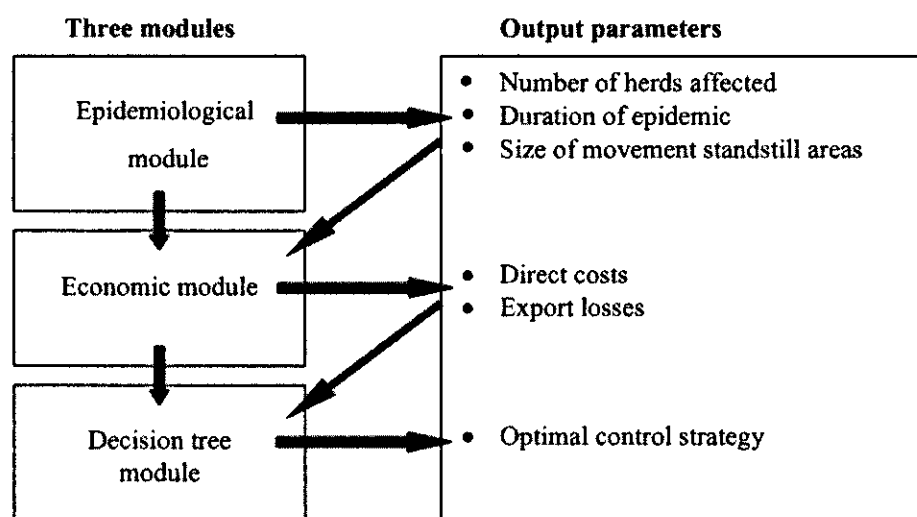 Three modules
Output parameters
Epidemiological
module
• Number of herds affected
• Duration of epidemic
• Size of movement standstill areas
Economic module
• Direct costs
• Export losses
Decision tree
module
• Optimal control strategy